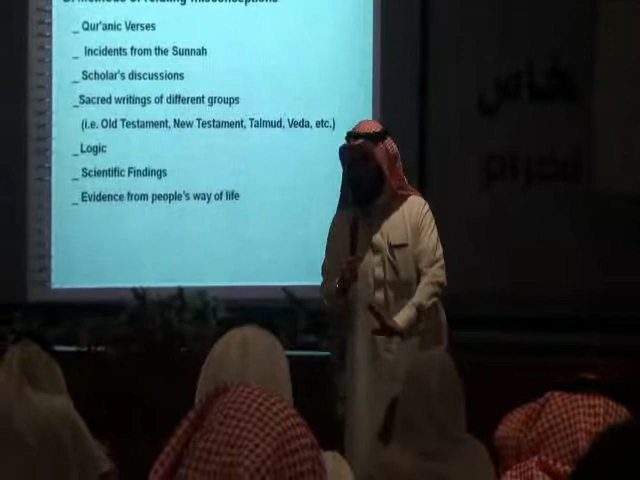 Qur'anic Verses
Incidents from the Sunnah
Scholar's discussions
Sacred writings of different groups
(i.e. Old Testament, New Testament, Talmud, Veda, etc.)
Logic
Scientific Findings
Evidence from people's way of life